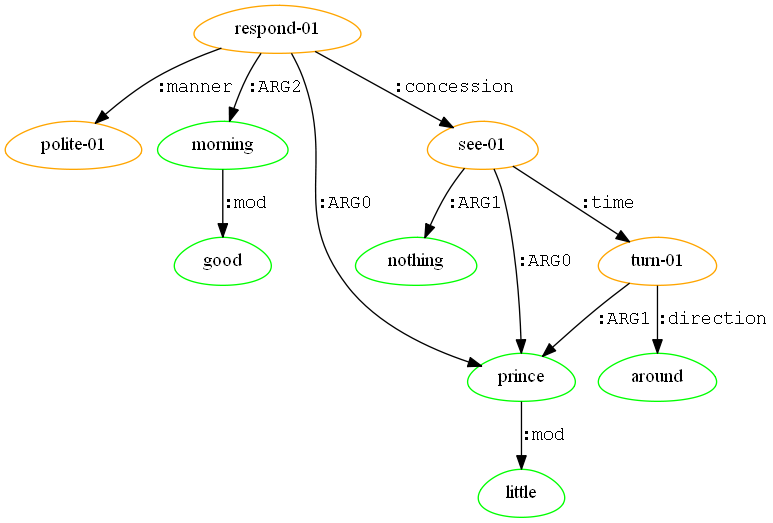 respond-01
:manner :ARG2 :concession
polite-01 morning see-01
:mod :ARG0 :ARG1 :time
good nothing :ARG0 turn-01
:ARG1 :direction
prince around
:mod
little